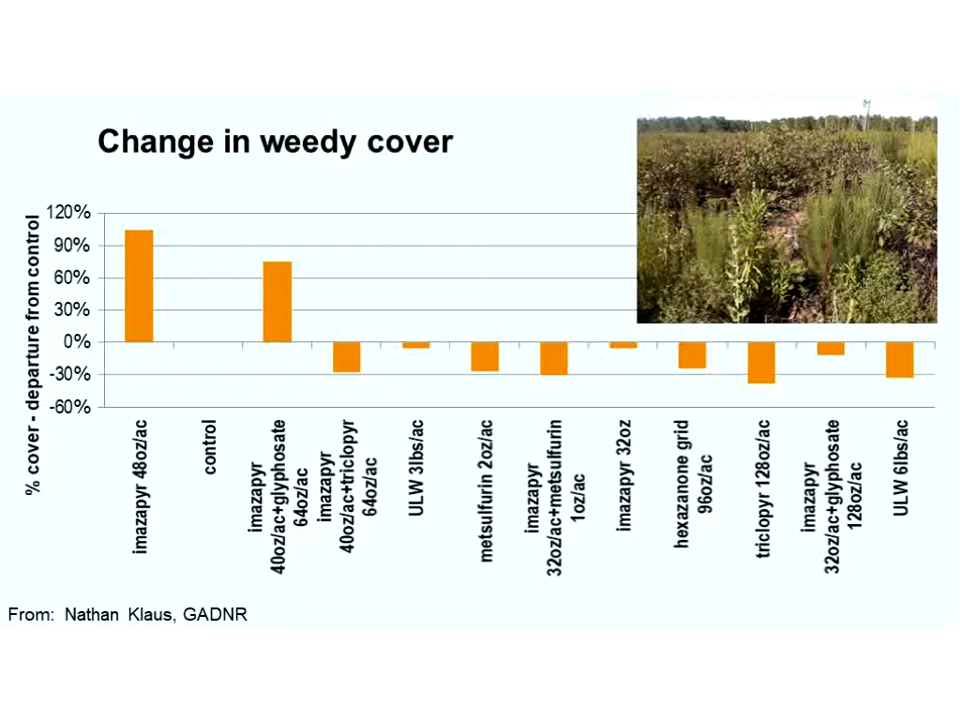 Change in weedy cover
% cover - departure from control
120%
90%
60%
30%
0%
-30%
-60%
imazapyr 48oz/ac
control
imazapyr
40oz/ac+glyphosate
64oz/ac
imazapyr
40oz/ac+triclopyr
64oz/ac
ULW 3lbs/ac
metsulfurin 2oz/ac
imazapyr
32oz/ac+metsulfurin
1oz/ac
imazapyr 32oz
hexazanone grid
96oz/ac
triclopyr 128oz/ac
imazapyr
32oz/ac+glyphosate
128oz/ac
ULW 6lbs/ac
From: Nathan Klaus, GADNR